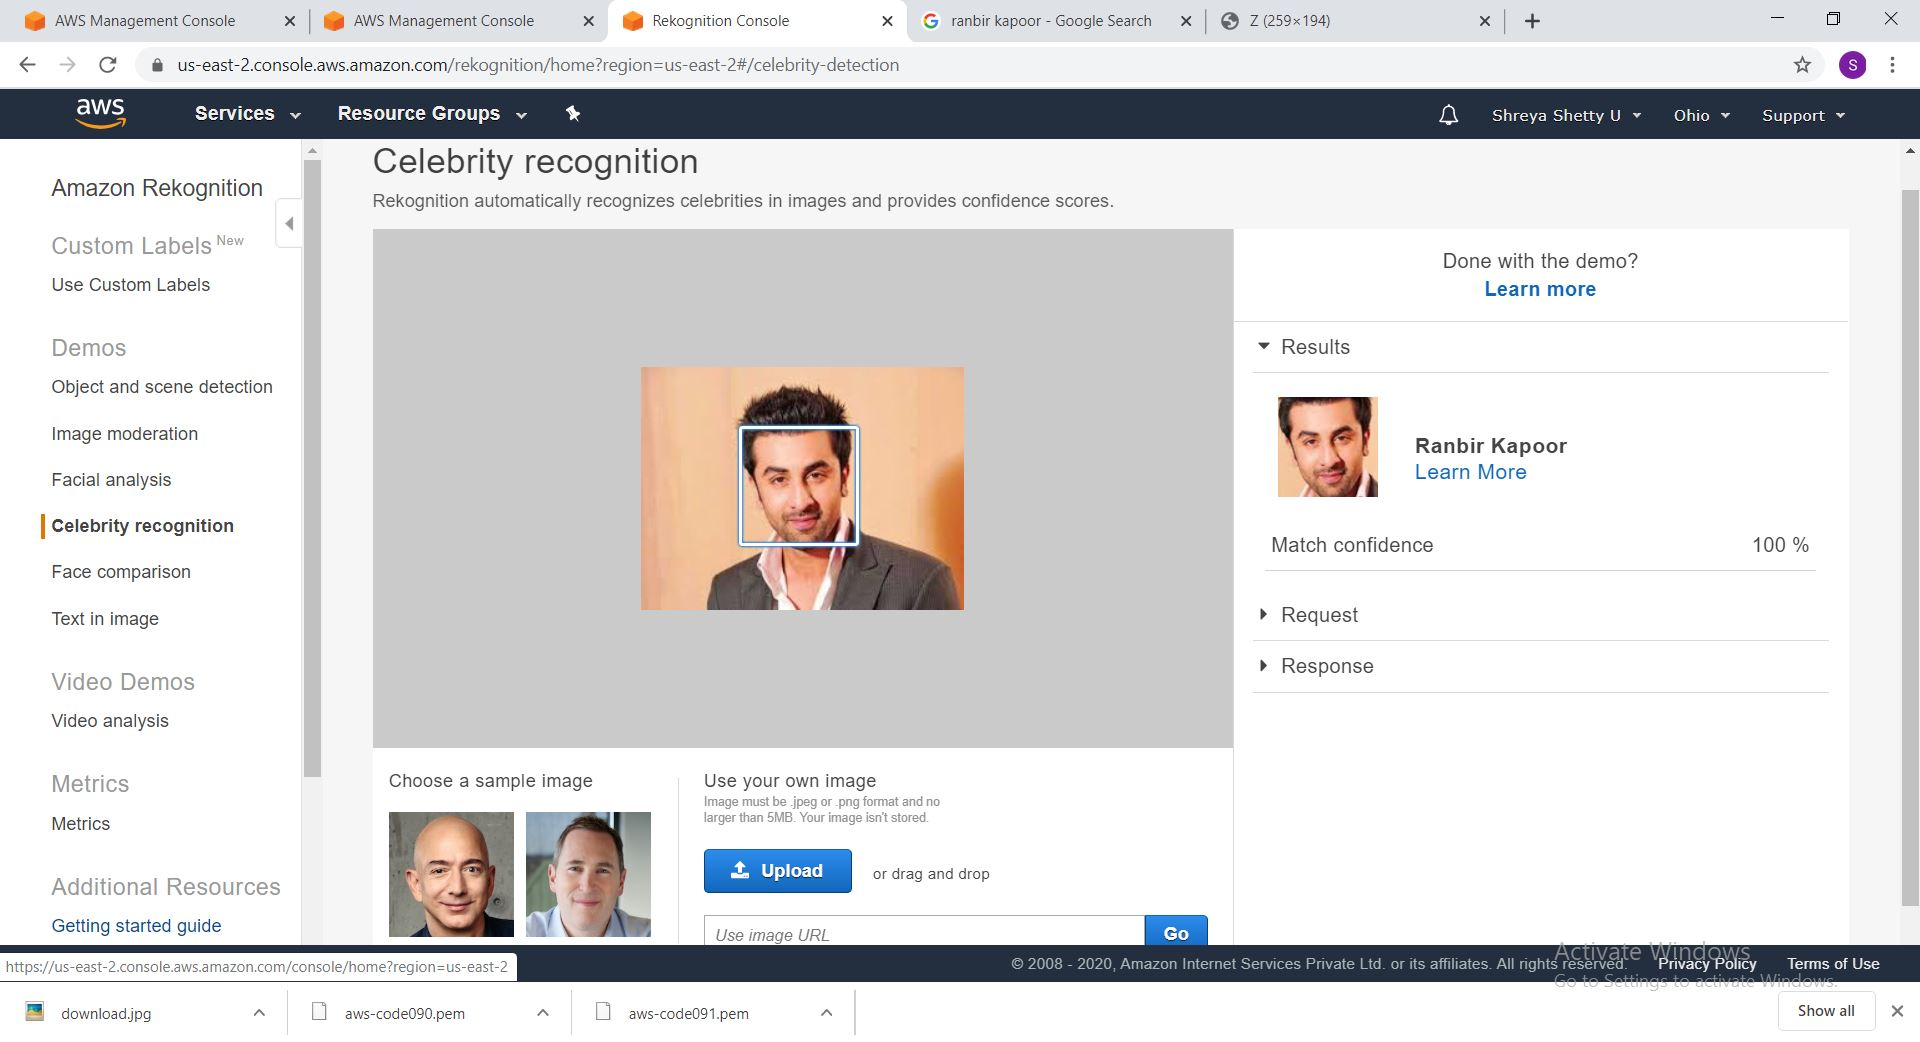 AWS Management Console
AWS Management Console
Rekognition Console
ranbir kapoor - Google Search
Z (259×194)
us-east-2.console.aws.amazon.com/rekognition/home?region=us-east-2#/celebrity-detection
S
aws
Services
Resource Groups
Shreya Shetty U
Ohio
Support
Amazon Rekognition
Custom Labels New
Use Custom Labels
Demos
Object and scene detection
Image moderation
Facial analysis
Celebrity recognition
Face comparison
Text in image
Video Demos
Video analysis
Metrics
Metrics
Additional Resources
Getting started guide
Celebrity recognition
Rekognition automatically recognizes celebrities in images and provides confidence scores.
Done with the demo?
Learn more
Results
Ranbir Kapoor
Learn More
Match confidence 100 %
Request
Response
Choose a sample image
Use your own image
Image must be .jpeg or .png format and no
larger than 5MB. Your image isn't stored.
Upload
or drag and drop
Use image URL
Go
Activate Windows
Go to Settings to activate Windows.
https://us-east-2.console.aws.amazon.com/console/home?region=us-east-2
© 2008 - 2020, Amazon Internet Services Private Ltd. or its affiliates. All rights reserved.
Privacy Policy
Terms of Use
download.jpg
aws-code090.pem
aws-code091.pem
Show all